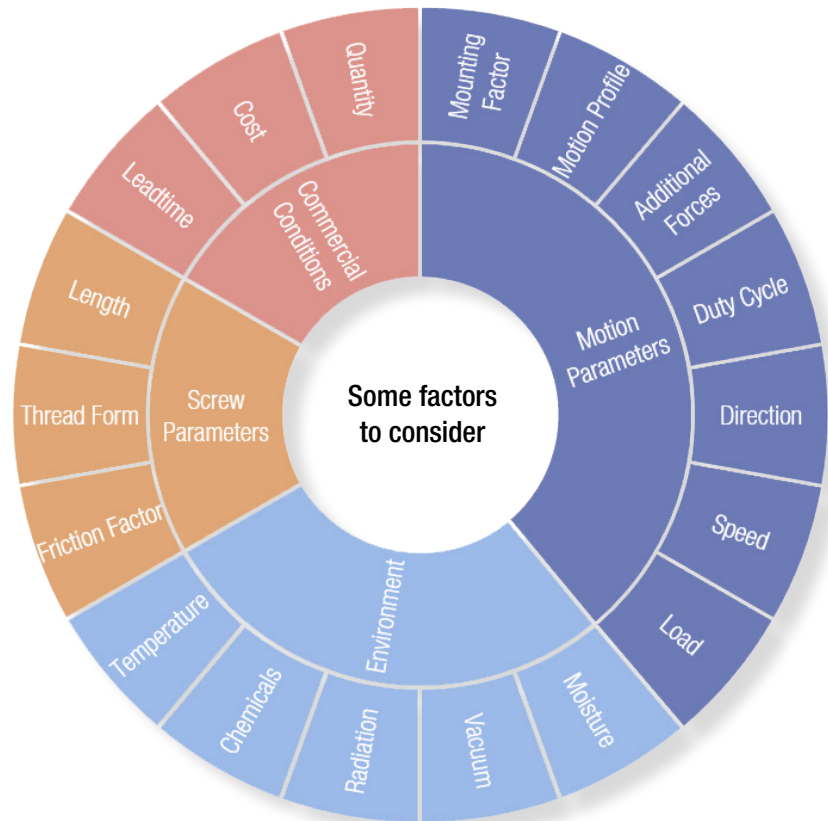 Some factors
to consider
Motion
Parameters
Mounting
Factor
Motion Profile
Additional
Forces
Duty Cycle
Direction
Speed
Load
Environment
Moisture
Vacuum
Radiation
Chemicals
Temperature
Screw
Parameters
Friction Factor
Thread Form
Length
Commercial
Conditions
Leadtime
Cost
Quantity